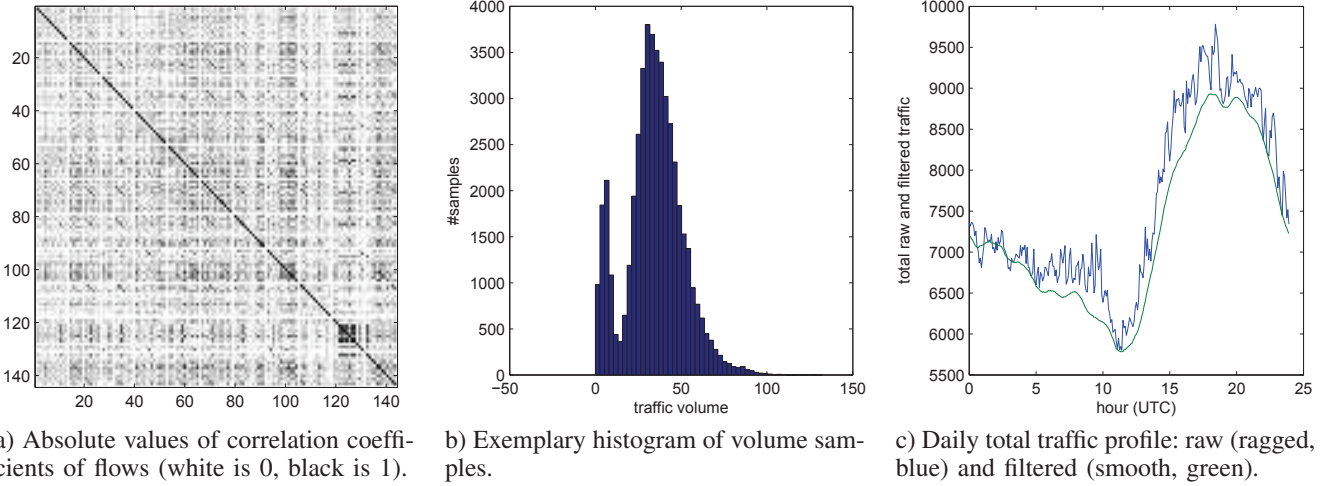 20
40
60
80
100
120
140
20 40 60 80 100 120 140
a) Absolute values of correlation coeffi-
cients of flows (white is 0, black is 1).
#samples
4000
3500
3000
2500
2000
1500
1000
500
0
−50 0 50 100 150
traffic volume
b) Exemplary histogram of volume sam-
ples.
total raw and filtered traffic
10000
9500
9000
8500
8000
7500
7000
6500
6000
5500
0 5 10 15 20 25
hour (UTC)
c) Daily total traffic profile: raw (ragged,
blue) and filtered (smooth, green).